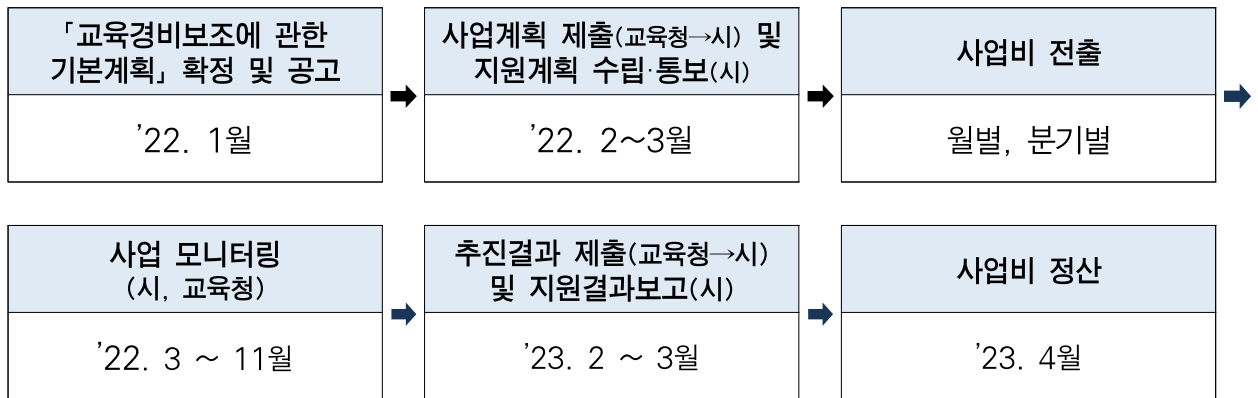 「교육경비보조에 관한
기본계획」 확정 및 공고
'22. 1월
➡
사업계획 제출(교육청→시) 및
지원계획 수립·통보(시)
'22. 2～3월
➡
사업비 전출
월별, 분기별
➡
사업 모니터링
(시, 교육청)
'22. 3 ～ 11월
➡
추진결과 제출(교육청→시)
및 지원결과보고(시)
'23. 2 ～ 3월
➡
사업비 정산
'23. 4월